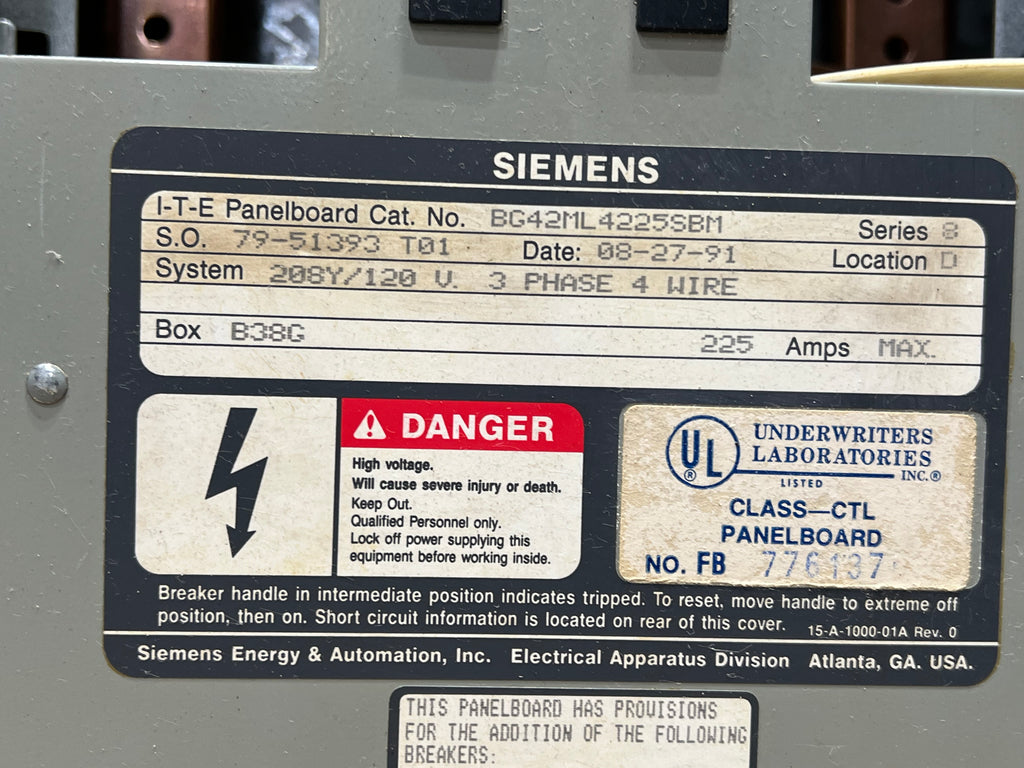 SIEMENS
I-T-E Panelboard Cat. No. BG42ML4225SBM Series 8
S.O. 79-51393 T01 Date: 08-27-91 Location D
System 208Y/120 V. 3 PHASE 4 WIRE
Box B38G 225 Amps MAX.
DANGER
High voltage.
Will cause severe injury or death.
Keep Out.
Qualified Personnel only.
Lock off power supplying this
equipment before working inside.
UL
®
UNDERWRITERS
LABORATORIES
INC.®
LISTED
CLASS—CTL
PANELBOARD
NO. FB 776137
Breaker handle in intermediate position indicates tripped. To reset, move handle to extreme off
position, then on. Short circuit information is located on rear of this cover. 15-A-1000-01A Rev. 0
Siemens Energy & Automation, Inc. Electrical Apparatus Division Atlanta, GA. USA.
THIS PANELBOARD HAS PROVISIONS
FOR THE ADDITION OF THE FOLLOWING
BREAKERS: